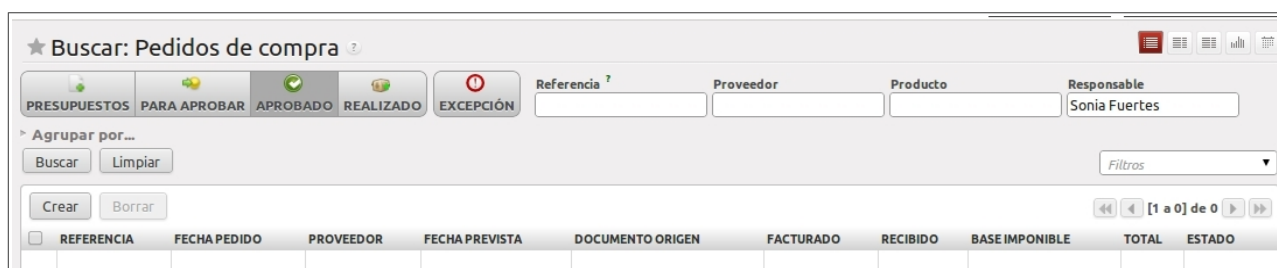 Buscar: Pedidos de compra ?
PRESUPUESTOS PARA APROBAR APROBADO REALIZADO EXCEPCIÓN
Referencia ? Proveedor Producto Responsable
Sonia Fuertes
Agrupar por...
Buscar Limpiar Filtros
Crear Borrar [1 a 0] de 0
REFERENCIA FECHA PEDIDO PROVEEDOR FECHA PREVISTA DOCUMENTO ORIGEN FACTURADO RECIBIDO BASE IMPONIBLE TOTAL ESTADO